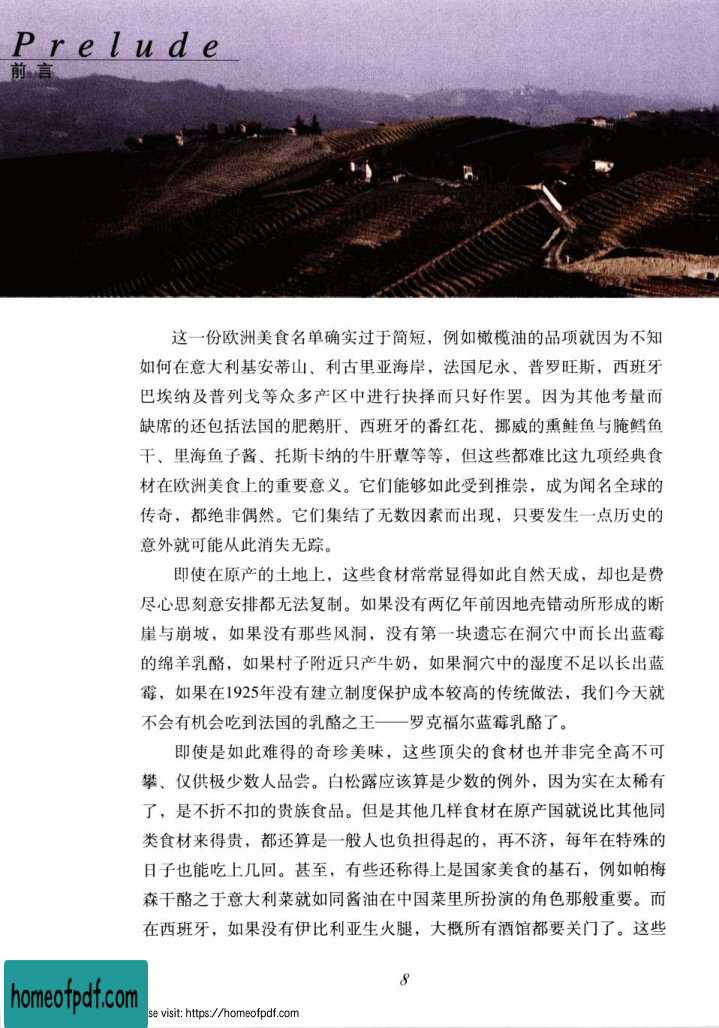 Prelude
前言
这一份欧洲美食名单确实过于简短，例如橄榄油的品项就因为不知
如何在意大利基安蒂山、利古里亚海岸，法国尼永、普罗旺斯，西班牙
巴埃纳及普列戈等众多产区中进行抉择而只好作罢。因为其他考量而
缺席的还包括法国的肥鹅肝、西班牙的番红花、挪威的熏鲑鱼与腌鳕鱼
干、里海鱼子酱、托斯卡纳的牛肝蕈等等，但这些都难比这九项经典食
材在欧洲美食上的重要意义。它们能够如此受到推崇，成为闻名全球的
传奇，都绝非偶然。它们集结了无数因素而出现，只要发生一点历史的
意外就可能从此消失无踪。
即使在原产的土地上，这些食材常常显得如此自然天成，却也是费
尽心思刻意安排都无法复制。如果没有两亿年前因地壳错动所形成的断
崖与崩坡，如果没有那些风洞，没有第一块遗忘在洞穴中而长出蓝霉
的绵羊乳酪，如果村子附近只产牛奶，如果洞穴中的湿度不足以长出蓝
霉，如果在1925年没有建立制度保护成本较高的传统做法，我们今天就
不会有机会吃到法国的乳酪之王——罗克福尔蓝霉乳酪了。
即使是如此难得的奇珍美味，这些顶尖的食材也并非完全高不可
攀、仅供极少数人品尝。白松露应该算是少数的例外，因为实在太稀有
了，是不折不扣的贵族食品。但是其他几样食材在原产国就说比其他同
类食材来得贵，都还算是一般人也负担得起的，再不济，每年在特殊的
日子也能吃上几回。甚至，有些还称得上是国家美食的基石，例如帕梅
森干酪之于意大利菜就如同酱油在中国菜里所扮演的角色那般重要。而
在西班牙，如果没有伊比利亚生火腿，大概所有酒馆都要关门了。这些
8
homeofpdf.com
se visit: https://homeofpdf.com